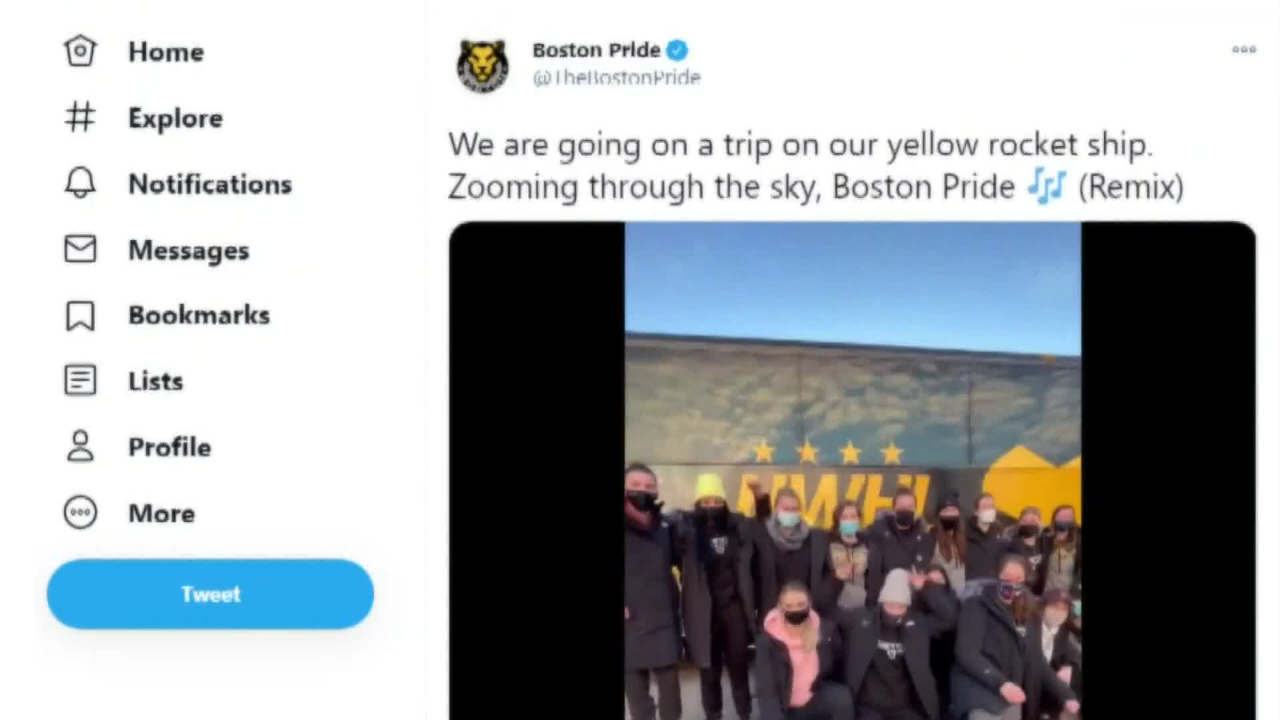 Home
Explore
Notifications
Messages
Bookmarks
Lists
Profile
More
Tweet
Boston Pride
@TheBostonPride
We are going on a trip on our yellow rocket ship.
Zooming through the sky, Boston Pride 🎶 (Remix)
NWHL